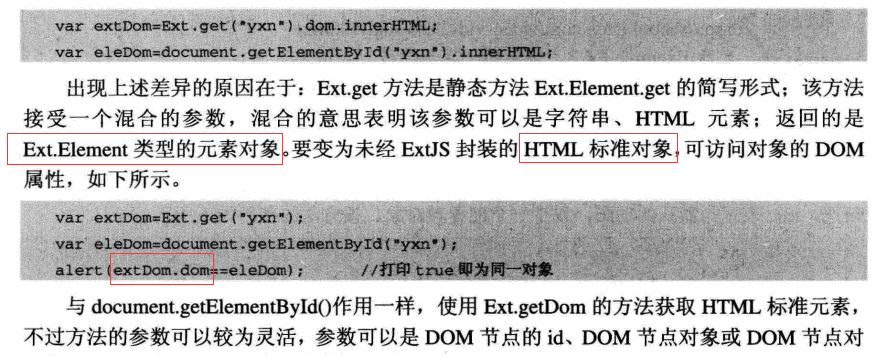 var extDom=Ext.get("yxn").dom.innerHTML;
var eleDom=document.getElementById("yxn").innerHTML;
出现上述差异的原因在于：Ext.get 方法是静态方法 Ext.Element.get 的简写形式；该方法
接受一个混合的参数，混合的意思表明该参数可以是字符串、HTML 元素；返回的是
Ext.Element 类型的元素对象。要变为未经 ExtJS 封装的 HTML 标准对象，可访问对象的 DOM
属性，如下所示。
var extDom=Ext.get("yxn");
var eleDom=document.getElementById("yxn");
alert(extDom.dom==eleDom); //打印 true 即为同一对象
与 document.getElementById()作用一样，使用 Ext.getDom 的方法获取 HTML 标准元素，
不过方法的参数可以较为灵活，参数可以是 DOM 节点的 id、DOM 节点对象或 DOM 节点对